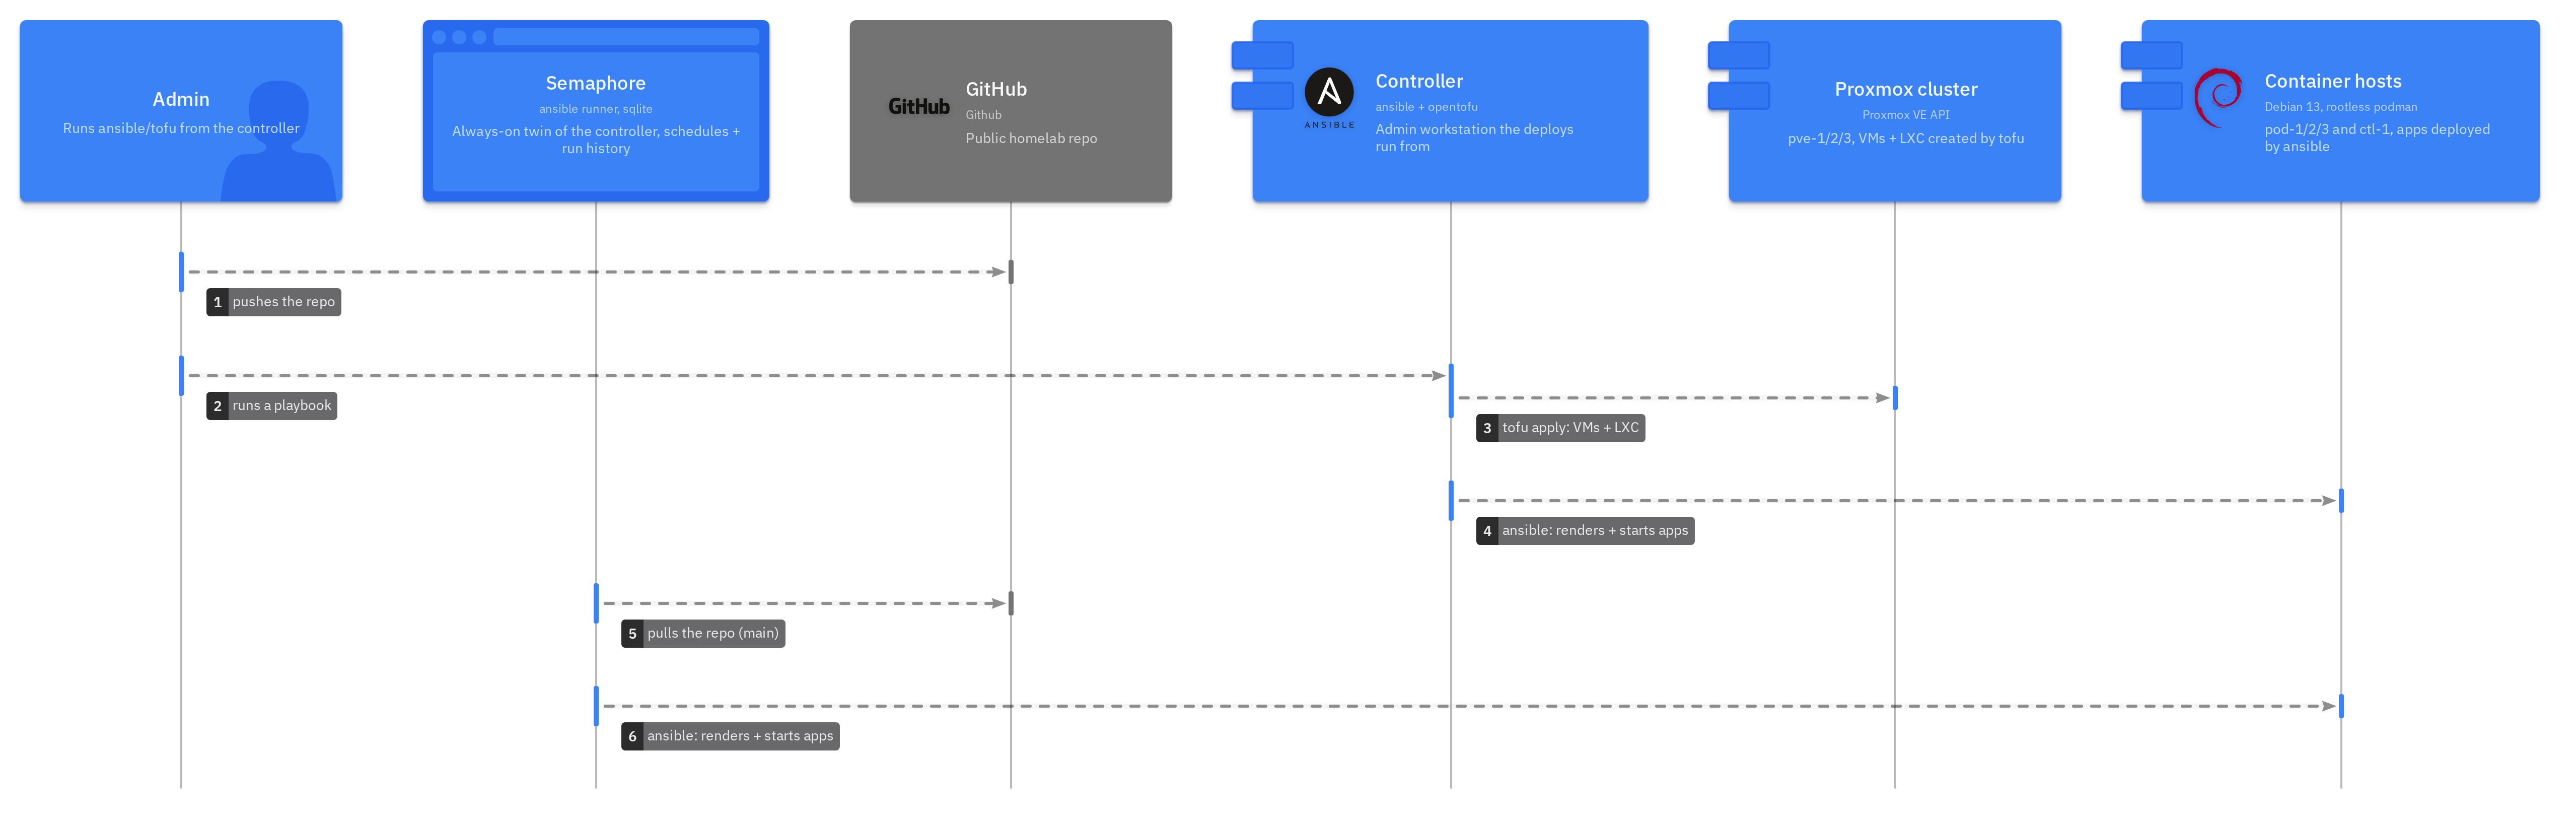 Admin
Runs ansible/tofu from the controller
Semaphore
ansible runner, sqlite
Always-on twin of the controller, schedules +
run history
GitHub
GitHub
Github
Public homelab repo
ANSIBLE
Controller
ansible + opentofu
Admin workstation the deploys
run from
Proxmox cluster
Proxmox VE API
pve-1/2/3, VMs + LXC created by tofu
Container hosts
Debian 13, rootless podman
pod-1/2/3 and ctl-1, apps deployed
by ansible
1 pushes the repo
2 runs a playbook
3 tofu apply: VMs + LXC
4 ansible: renders + starts apps
5 pulls the repo (main)
6 ansible: renders + starts apps